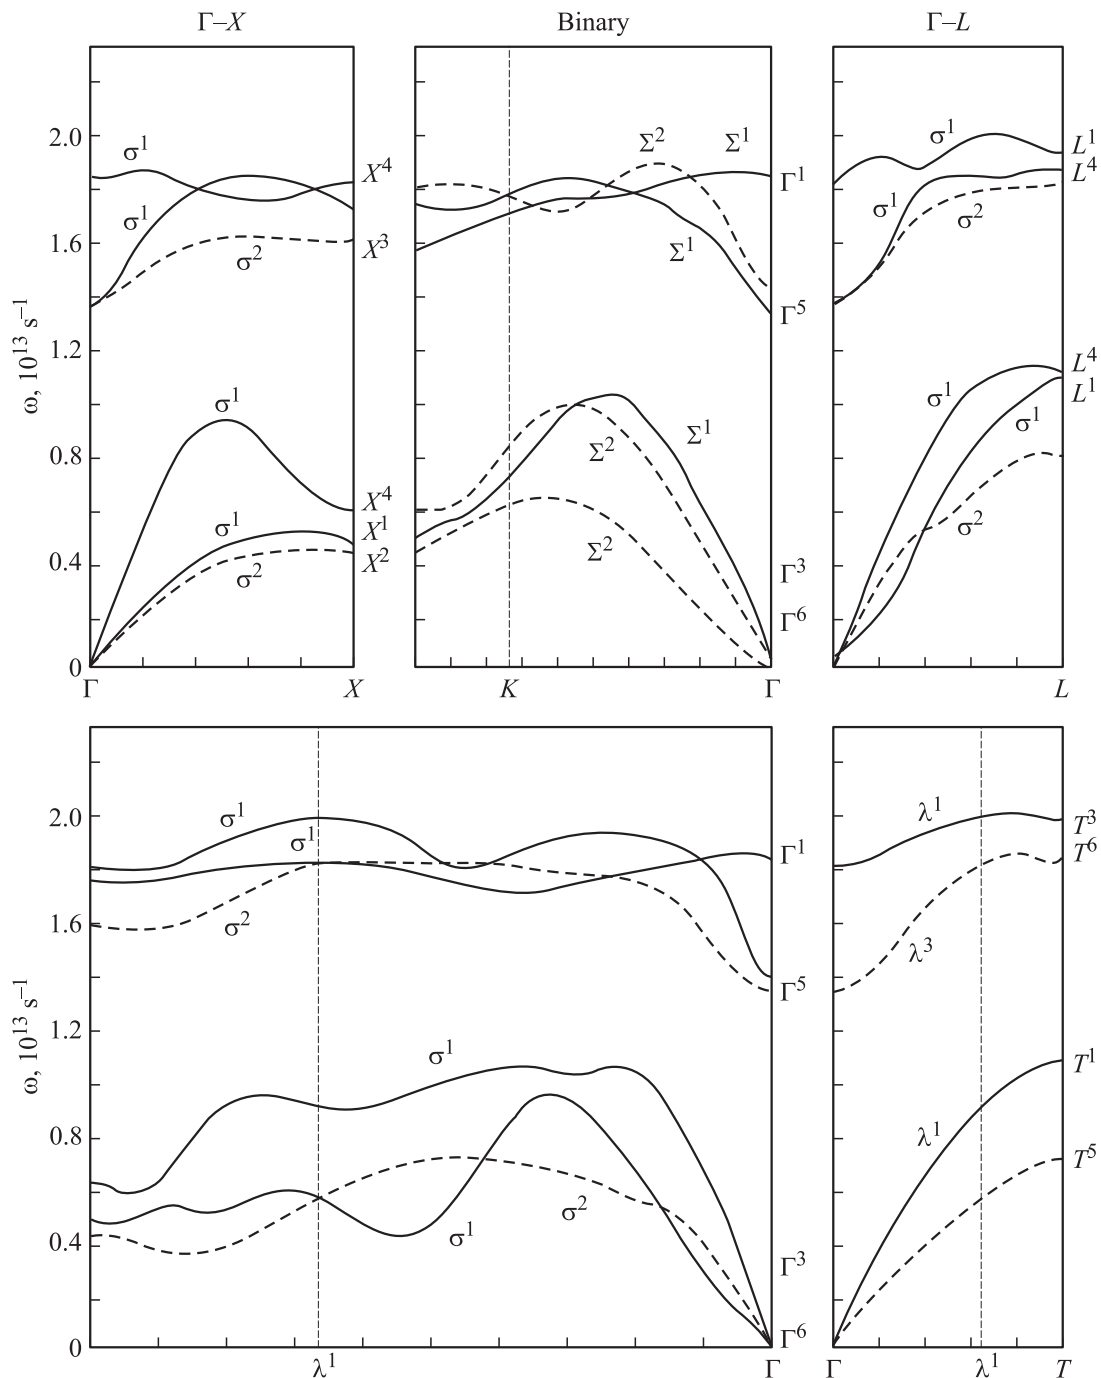 Γ–X
Binary
Γ–L
ω, 10¹³ s⁻¹
2.0
1.6
1.2
0.8
0.4
0
σ¹
σ¹
σ²
σ¹
σ¹
σ²
X⁴
X³
X⁴
X¹
X²
Γ
X
Σ²
Σ¹
Σ¹
Σ¹
Σ²
Σ²
Γ¹
Γ⁵
Γ³
Γ⁶
K
Γ
σ¹
σ¹
σ²
σ¹
σ¹
σ²
L¹
L⁴
L⁴
L¹
L
ω, 10¹³ s⁻¹
2.0
1.6
1.2
0.8
0.4
0
σ¹
σ¹
σ²
σ¹
σ²
σ¹
Γ¹
Γ⁵
Γ³
Γ⁶
λ¹
Γ
λ¹
λ³
λ¹
T³
T⁶
T¹
T⁵
Γ
λ¹
T